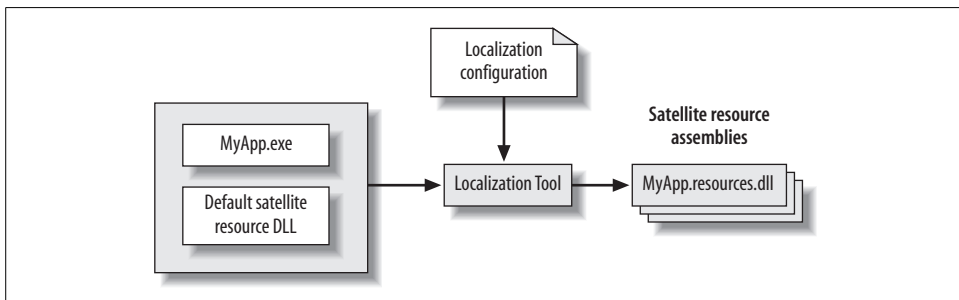 Localization
configuration
Satellite resource
assemblies
MyApp.exe
Localization Tool
MyApp.resources.dll
Default satellite
resource DLL